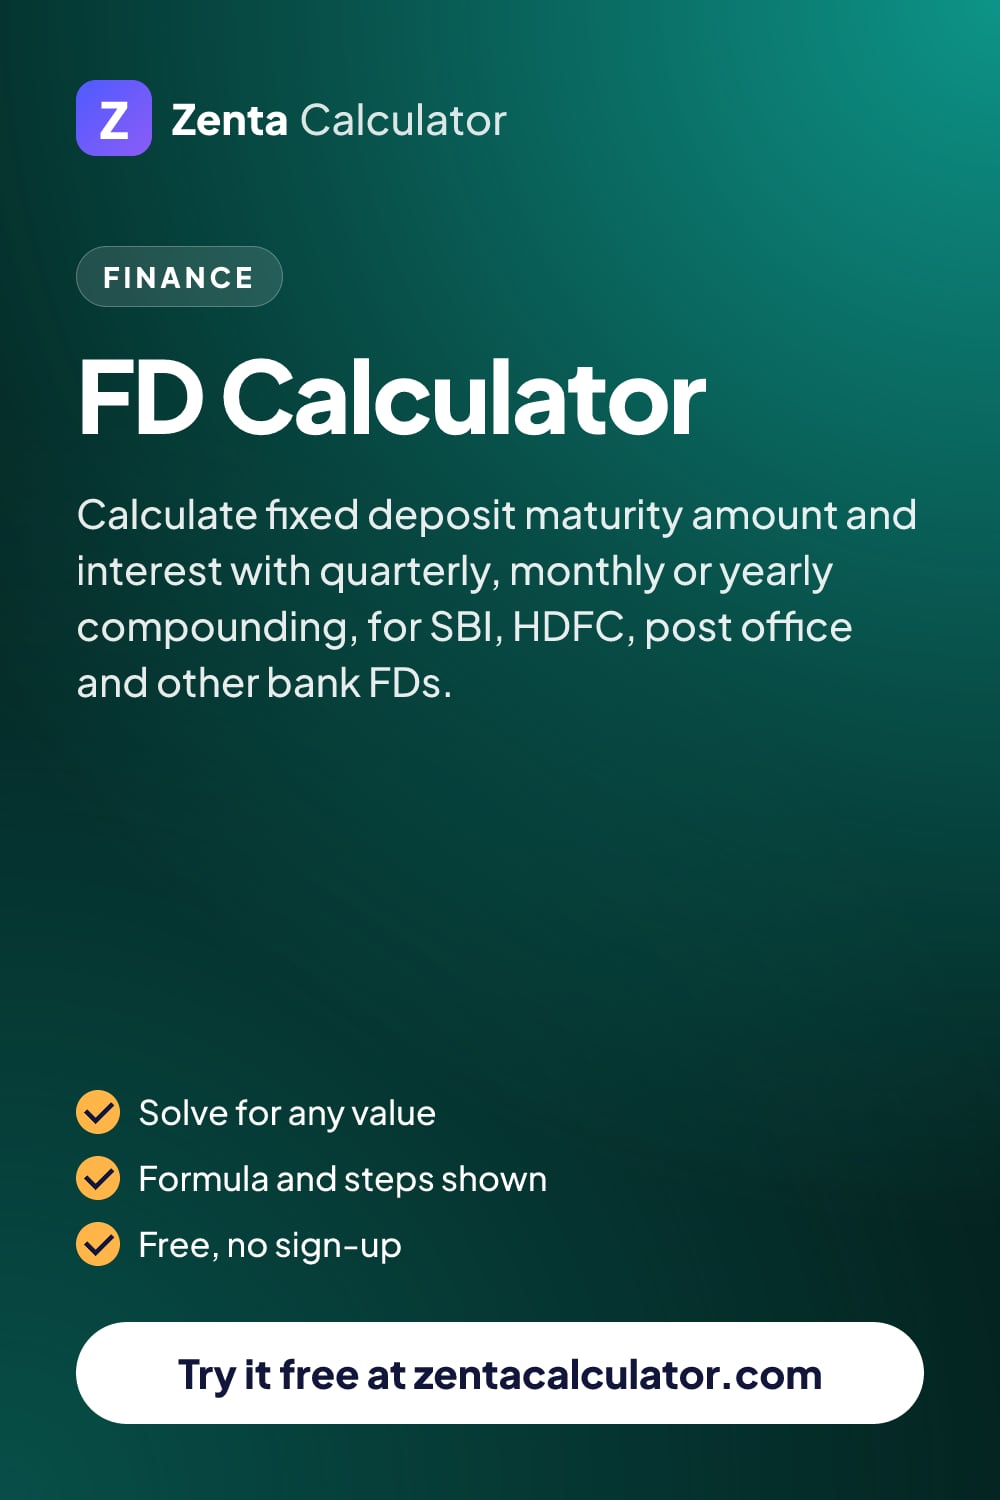 Z
Zenta Calculator
FINANCE
FD Calculator
Calculate fixed deposit maturity amount and
interest with quarterly, monthly or yearly
compounding, for SBI, HDFC, post office
and other bank FDs.
Solve for any value
Formula and steps shown
Free, no sign-up
Try it free at zentacalculator.com